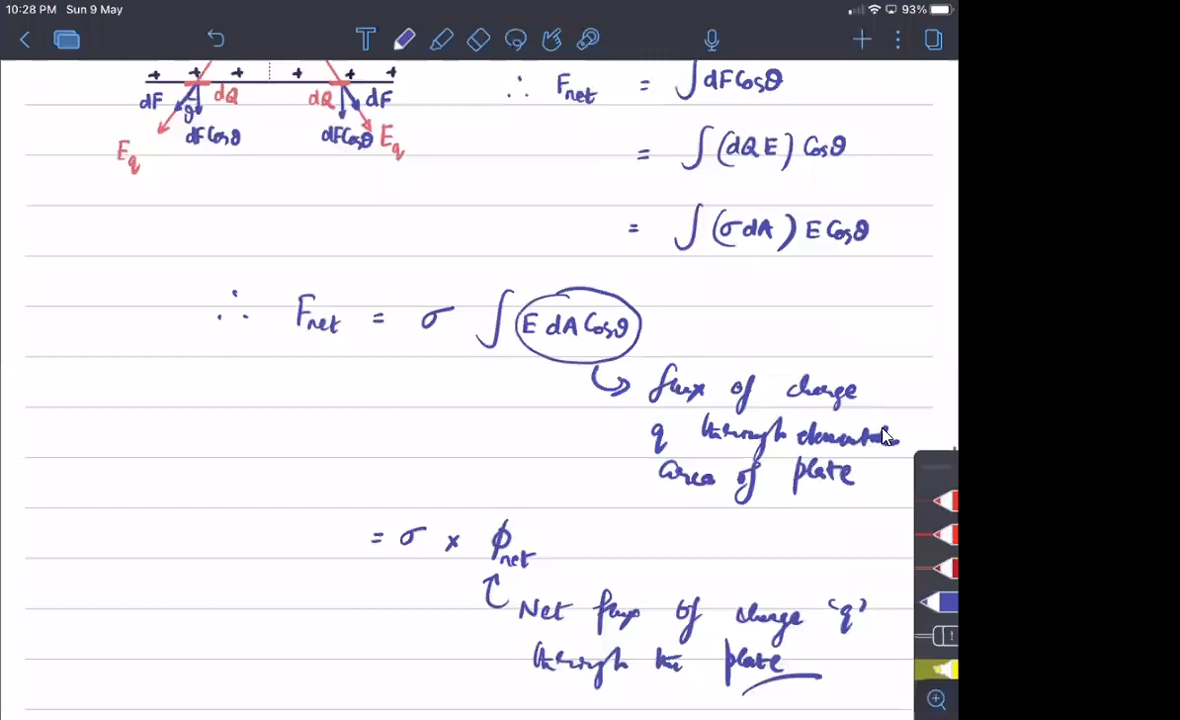 10:28 PM Sun 9 May
93%
+ + + + + +
dF dQ dQ dF
θ
dF Cosθ dF Cosθ
Eq Eq
∴ Fnet = ∫dF Cosθ
= ∫(dQ E) Cosθ
= ∫(σ dA) E Cosθ
∴ Fnet = σ ∫ E dA Cosθ
flux of charge
q through elemental
area of plate
= σ × ϕnet
Net flux of charge 'q'
through the plate